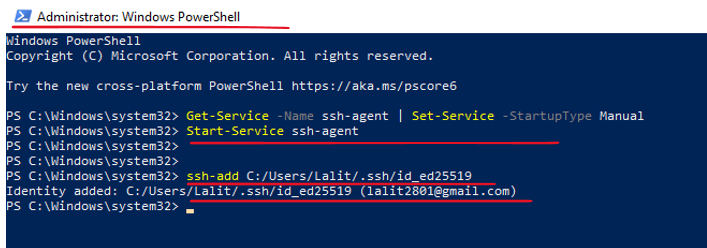 Administrator: Windows PowerShell
Windows PowerShell
Copyright (C) Microsoft Corporation. All rights reserved.
Try the new cross-platform PowerShell https://aka.ms/pscore6
PS C:\Windows\system32> Get-Service -Name ssh-agent | Set-Service -StartupType Manual
PS C:\Windows\system32> Start-Service ssh-agent
PS C:\Windows\system32>
PS C:\Windows\system32>
PS C:\Windows\system32> ssh-add C:/Users/Lalit/.ssh/id_ed25519
Identity added: C:/Users/Lalit/.ssh/id_ed25519 (lalit2801@gmail.com)
PS C:\Windows\system32>